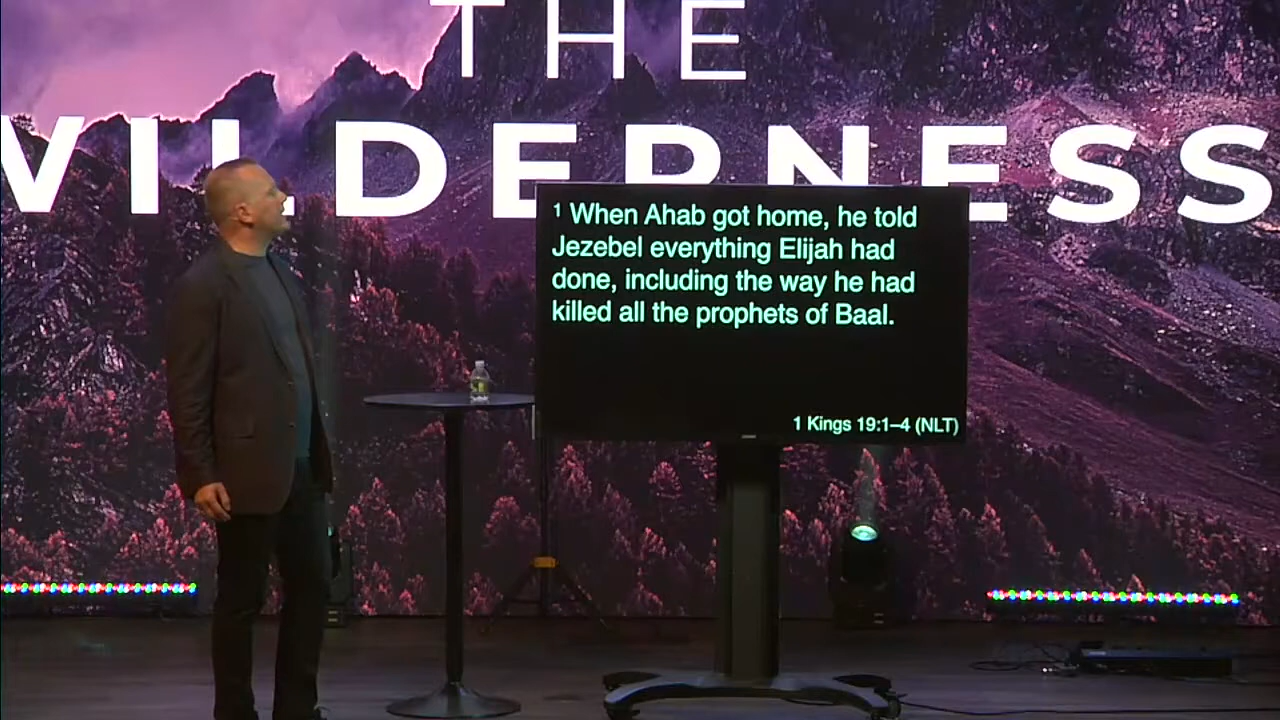 THE
WILDERNESS
1 When Ahab got home, he told
Jezebel everything Elijah had
done, including the way he had
killed all the prophets of Baal.
1 Kings 19:1–4 (NLT)